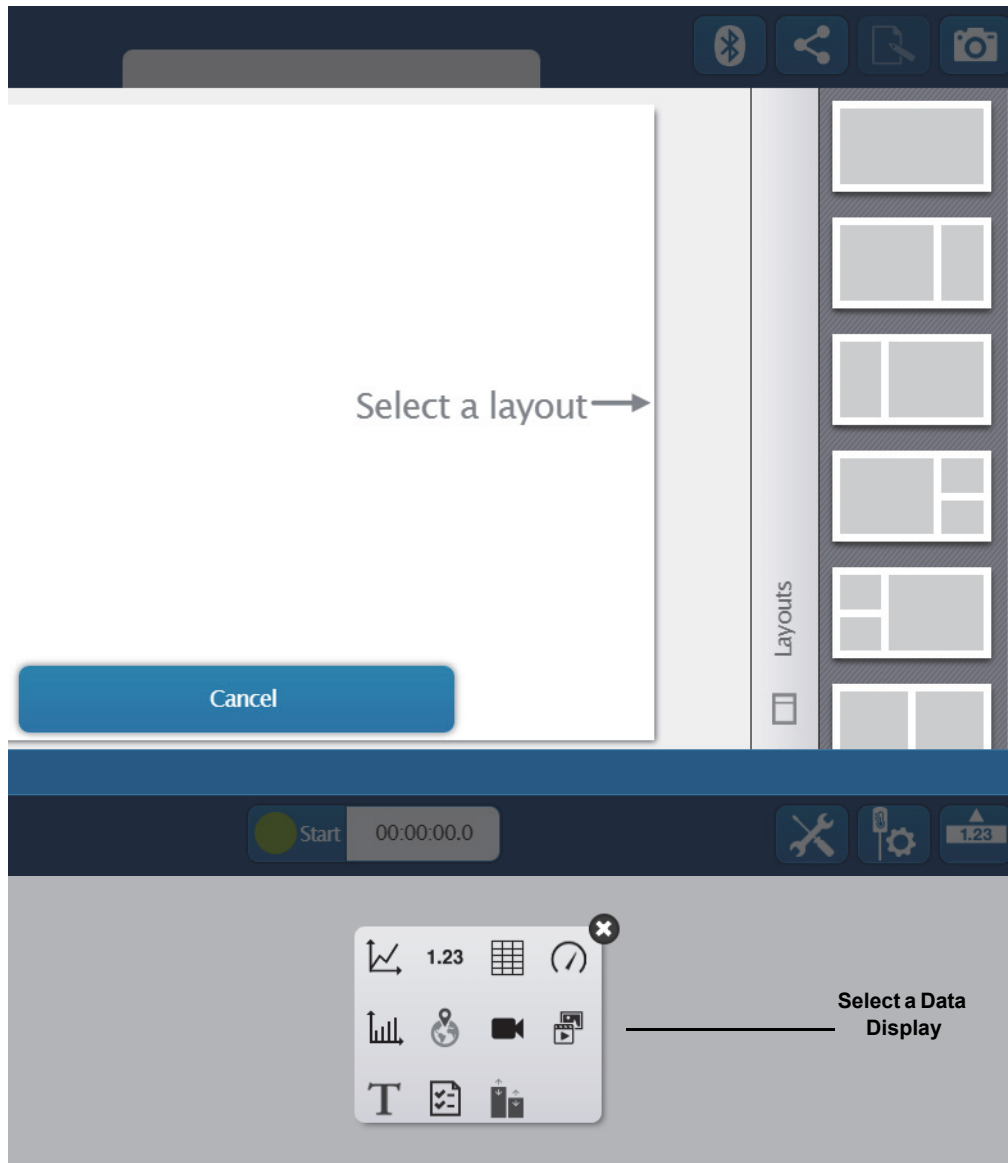 Select a layout
Layouts
Cancel
Start 00:00:00.0
1.23
1.23
T
Select a Data
Display